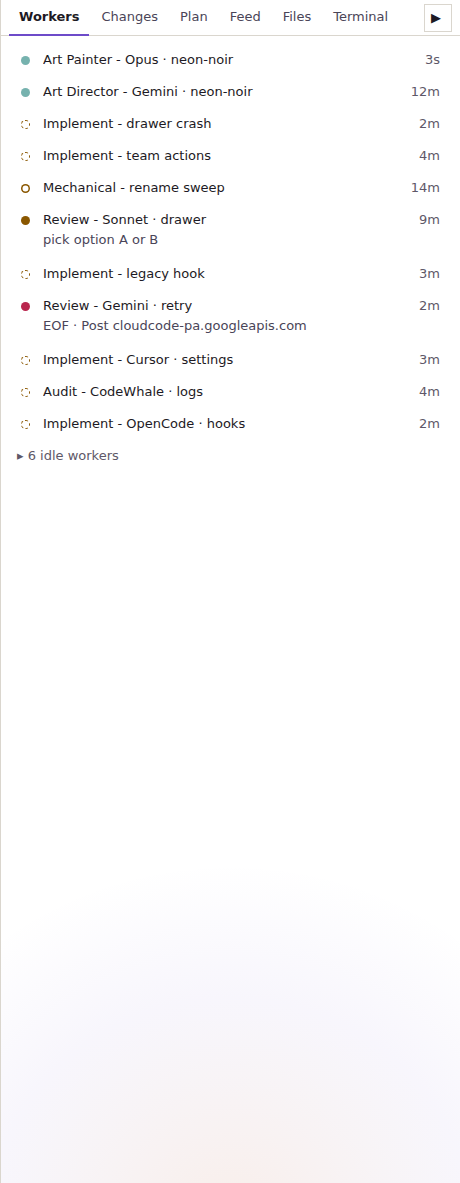 Workers Changes Plan Feed Files Terminal ▶
Art Painter - Opus · neon-noir 3s
Art Director - Gemini · neon-noir 12m
Implement - drawer crash 2m
Implement - team actions 4m
Mechanical - rename sweep 14m
Review - Sonnet · drawer 9m
pick option A or B
Implement - legacy hook 3m
Review - Gemini · retry 2m
EOF · Post cloudcode-pa.googleapis.com
Implement - Cursor · settings 3m
Audit - CodeWhale · logs 4m
Implement - OpenCode · hooks 2m
▸ 6 idle workers